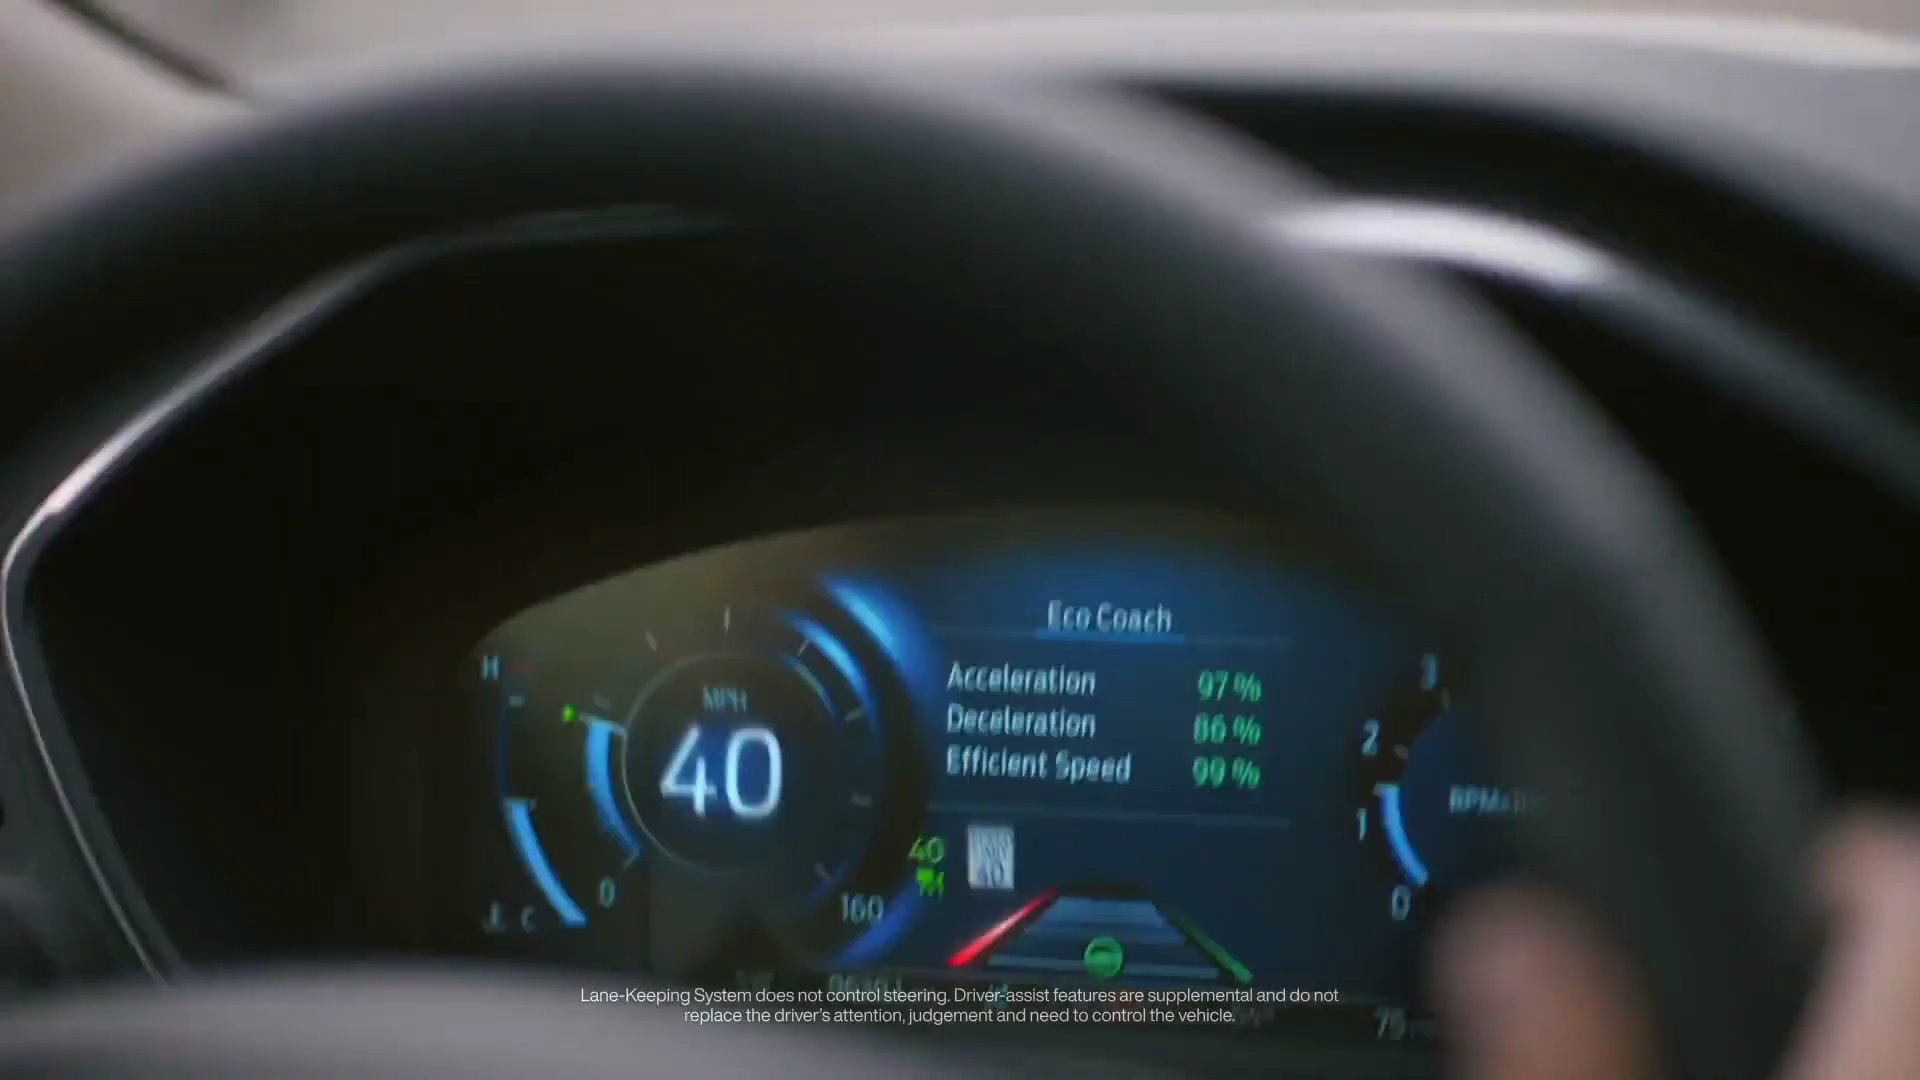 Eco Coach
H
MPH
40
Acceleration 97 %
Deceleration 86 %
Efficient Speed 99 %
3
2
1
0
40
C
0
160
Lane-Keeping System does not control steering. Driver-assist features are supplemental and do not
replace the driver's attention, judgement and need to control the vehicle.